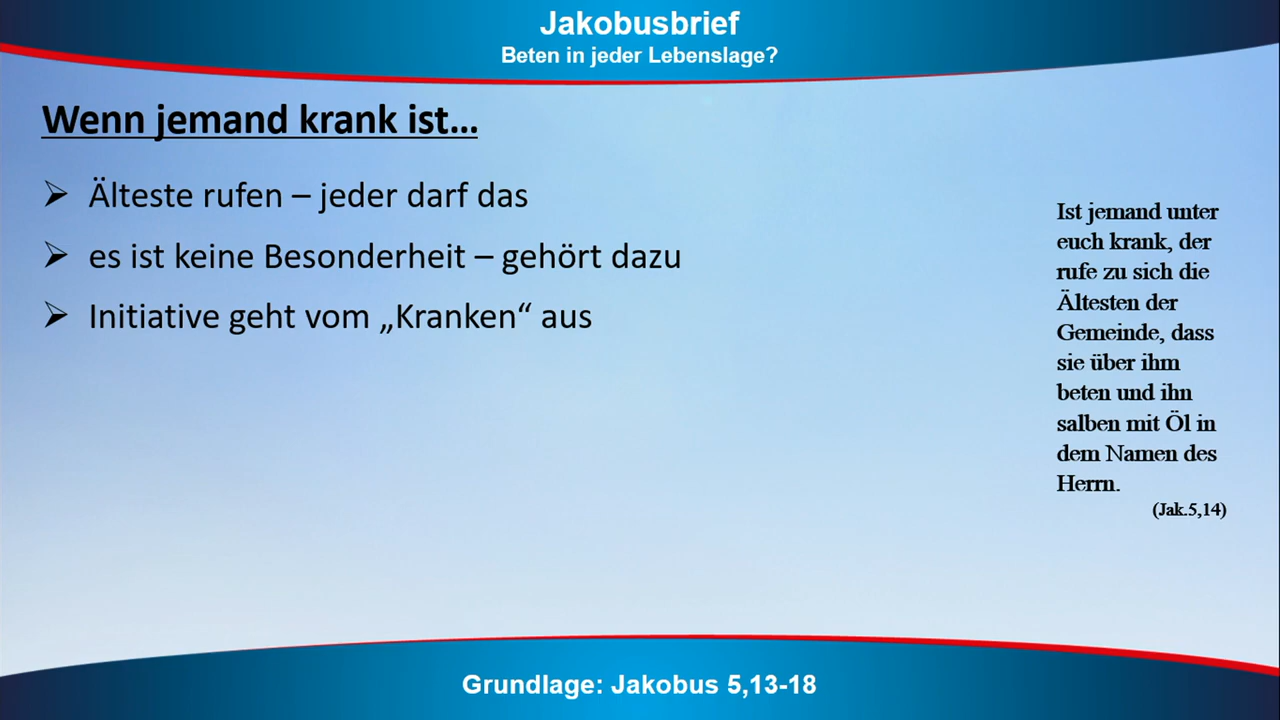 Jakobusbrief
Beten in jeder Lebenslage?
Wenn jemand krank ist...
➢ Älteste rufen – jeder darf das
➢ es ist keine Besonderheit – gehört dazu
➢ Initiative geht vom „Kranken“ aus
Ist jemand unter
euch krank, der
rufe zu sich die
Ältesten der
Gemeinde, dass
sie über ihm
beten und ihn
salben mit Öl in
dem Namen des
Herrn.
(Jak.5,14)
Grundlage: Jakobus 5,13-18